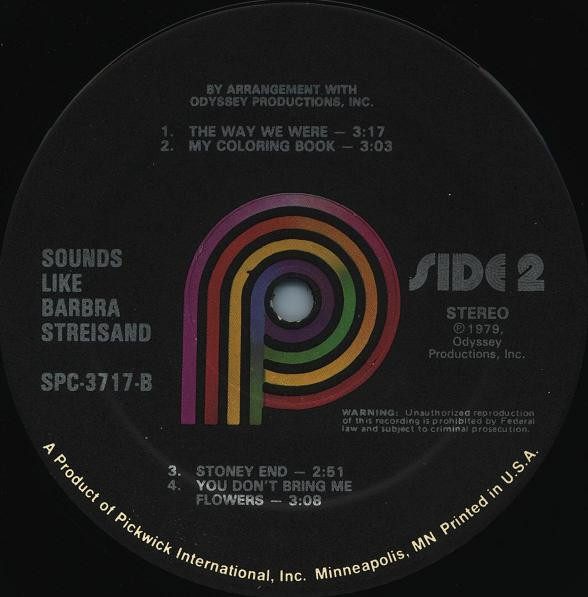 BY ARRANGEMENT WITH
ODYSSEY PRODUCTIONS, INC.
1. THE WAY WE WERE — 3:17
2. MY COLORING BOOK — 3:03
SOUNDS
LIKE
BARBRA
STREISAND
SPC-3717-B
SIDE 2
STEREO
Ⓟ1979,
Odyssey
Productions, Inc.
WARNING: Unauthorized reproduction
of this recording is prohibited by Federal
law and subject to criminal prosecution.
3. STONEY END — 2:51
4. YOU DON'T BRING ME
FLOWERS — 3:08
A Product of Pickwick International, Inc. Minneapolis, MN Printed in U.S.A.